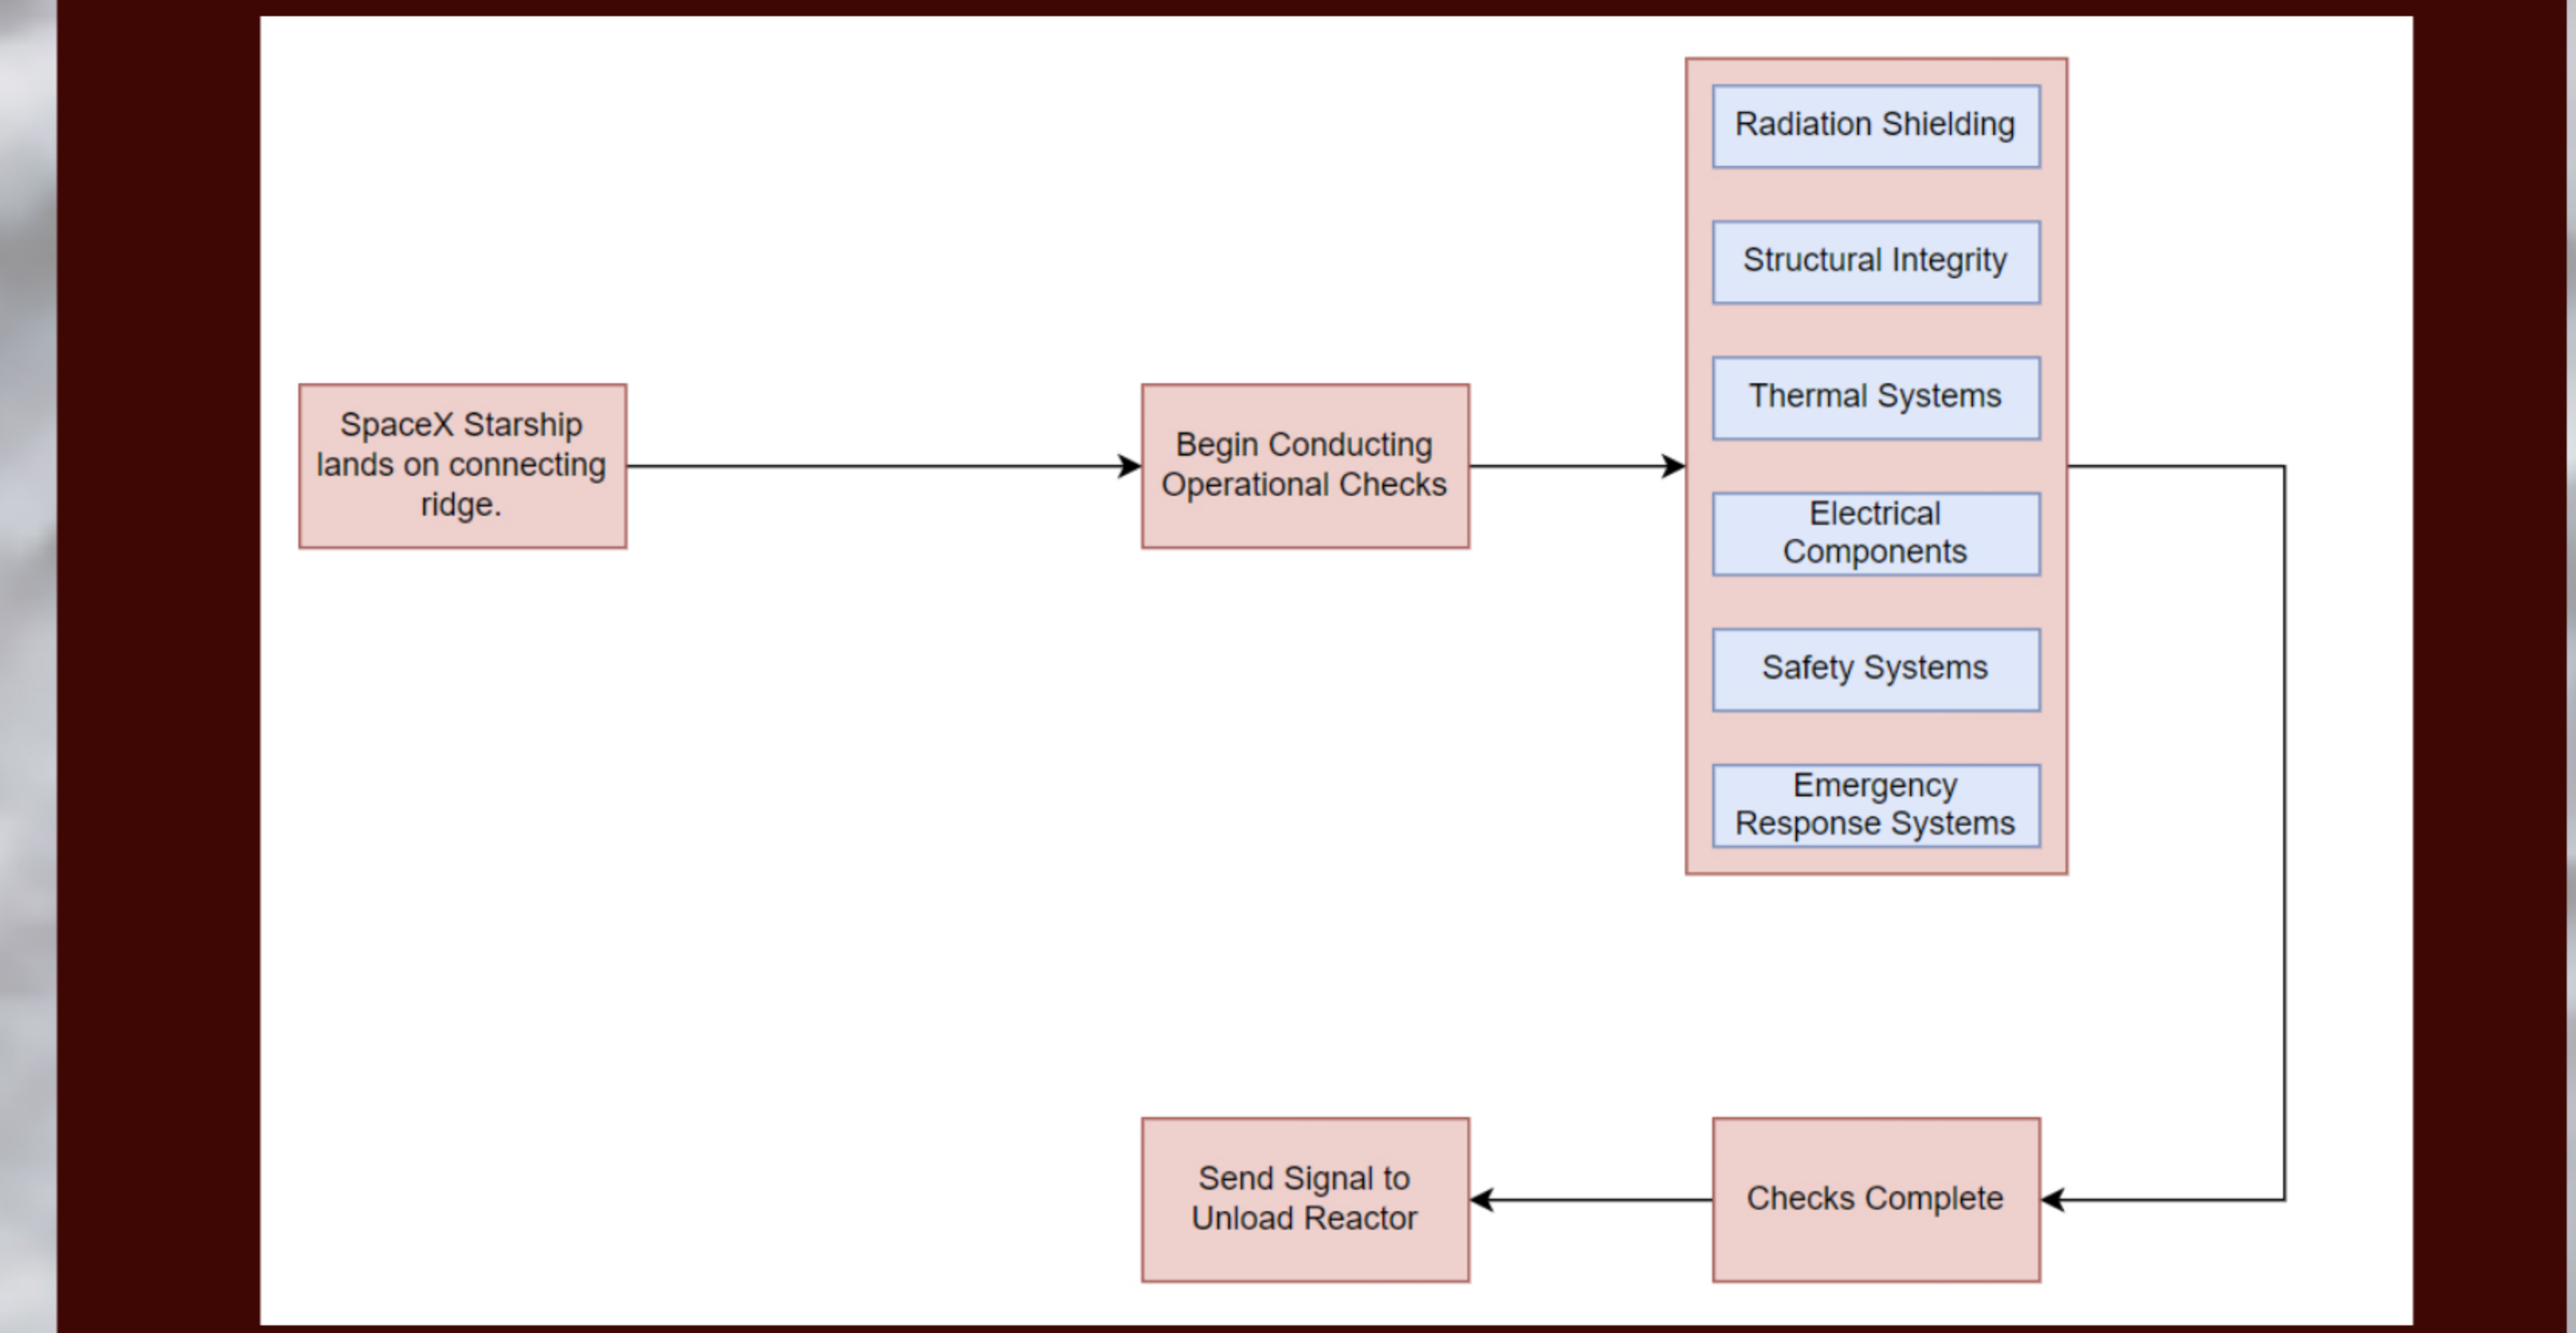 SpaceX Starship
lands on connecting
ridge.
Begin Conducting
Operational Checks
Radiation Shielding
Structural Integrity
Thermal Systems
Electrical
Components
Safety Systems
Emergency
Response Systems
Checks Complete
Send Signal to
Unload Reactor